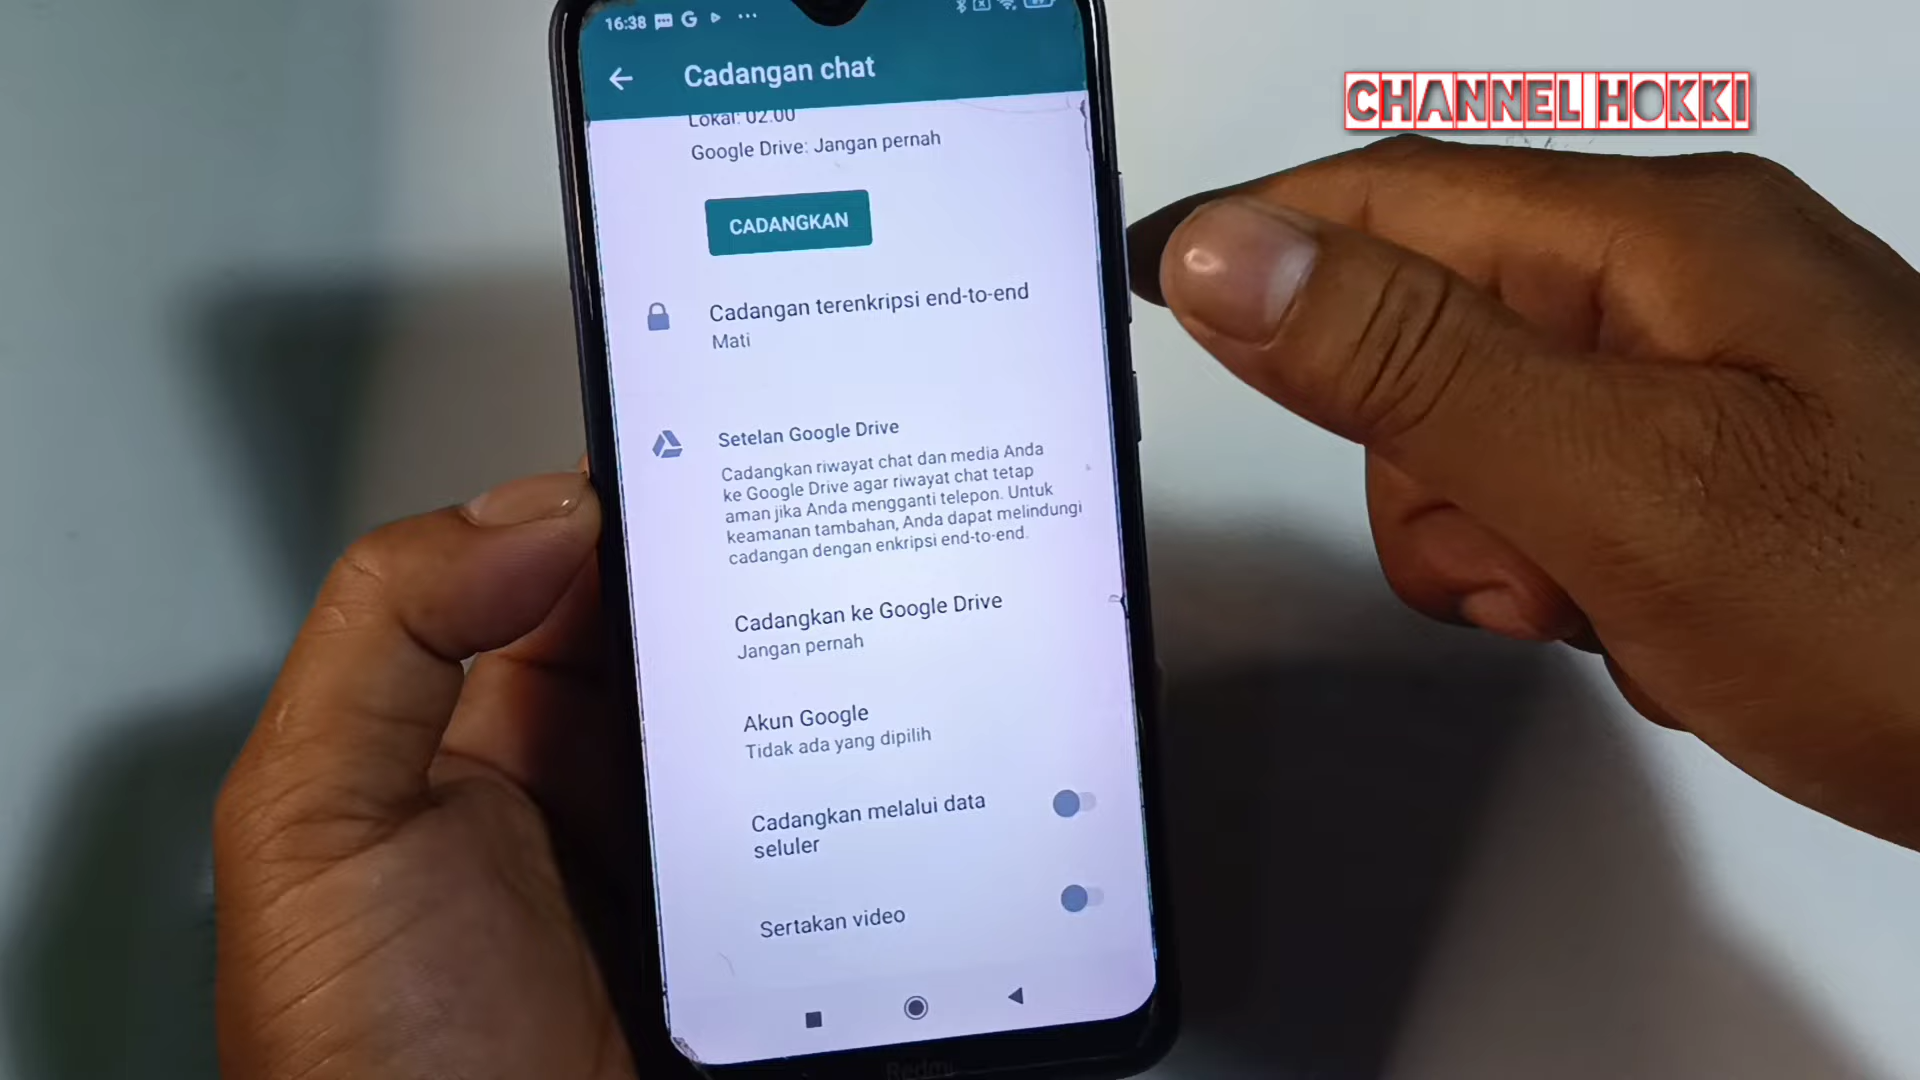 16:38
Cadangan chat
CHANNEL HOKKI
Lokal: 02.00
Google Drive: Jangan pernah
CADANGKAN
Cadangan terenkripsi end-to-end
Mati
Setelan Google Drive
Cadangkan riwayat chat dan media Anda
ke Google Drive agar riwayat chat tetap
aman jika Anda mengganti telepon. Untuk
keamanan tambahan, Anda dapat melindungi
cadangan dengan enkripsi end-to-end.
Cadangkan ke Google Drive
Jangan pernah
Akun Google
Tidak ada yang dipilih
Cadangkan melalui data
seluler
Sertakan video
Redmi